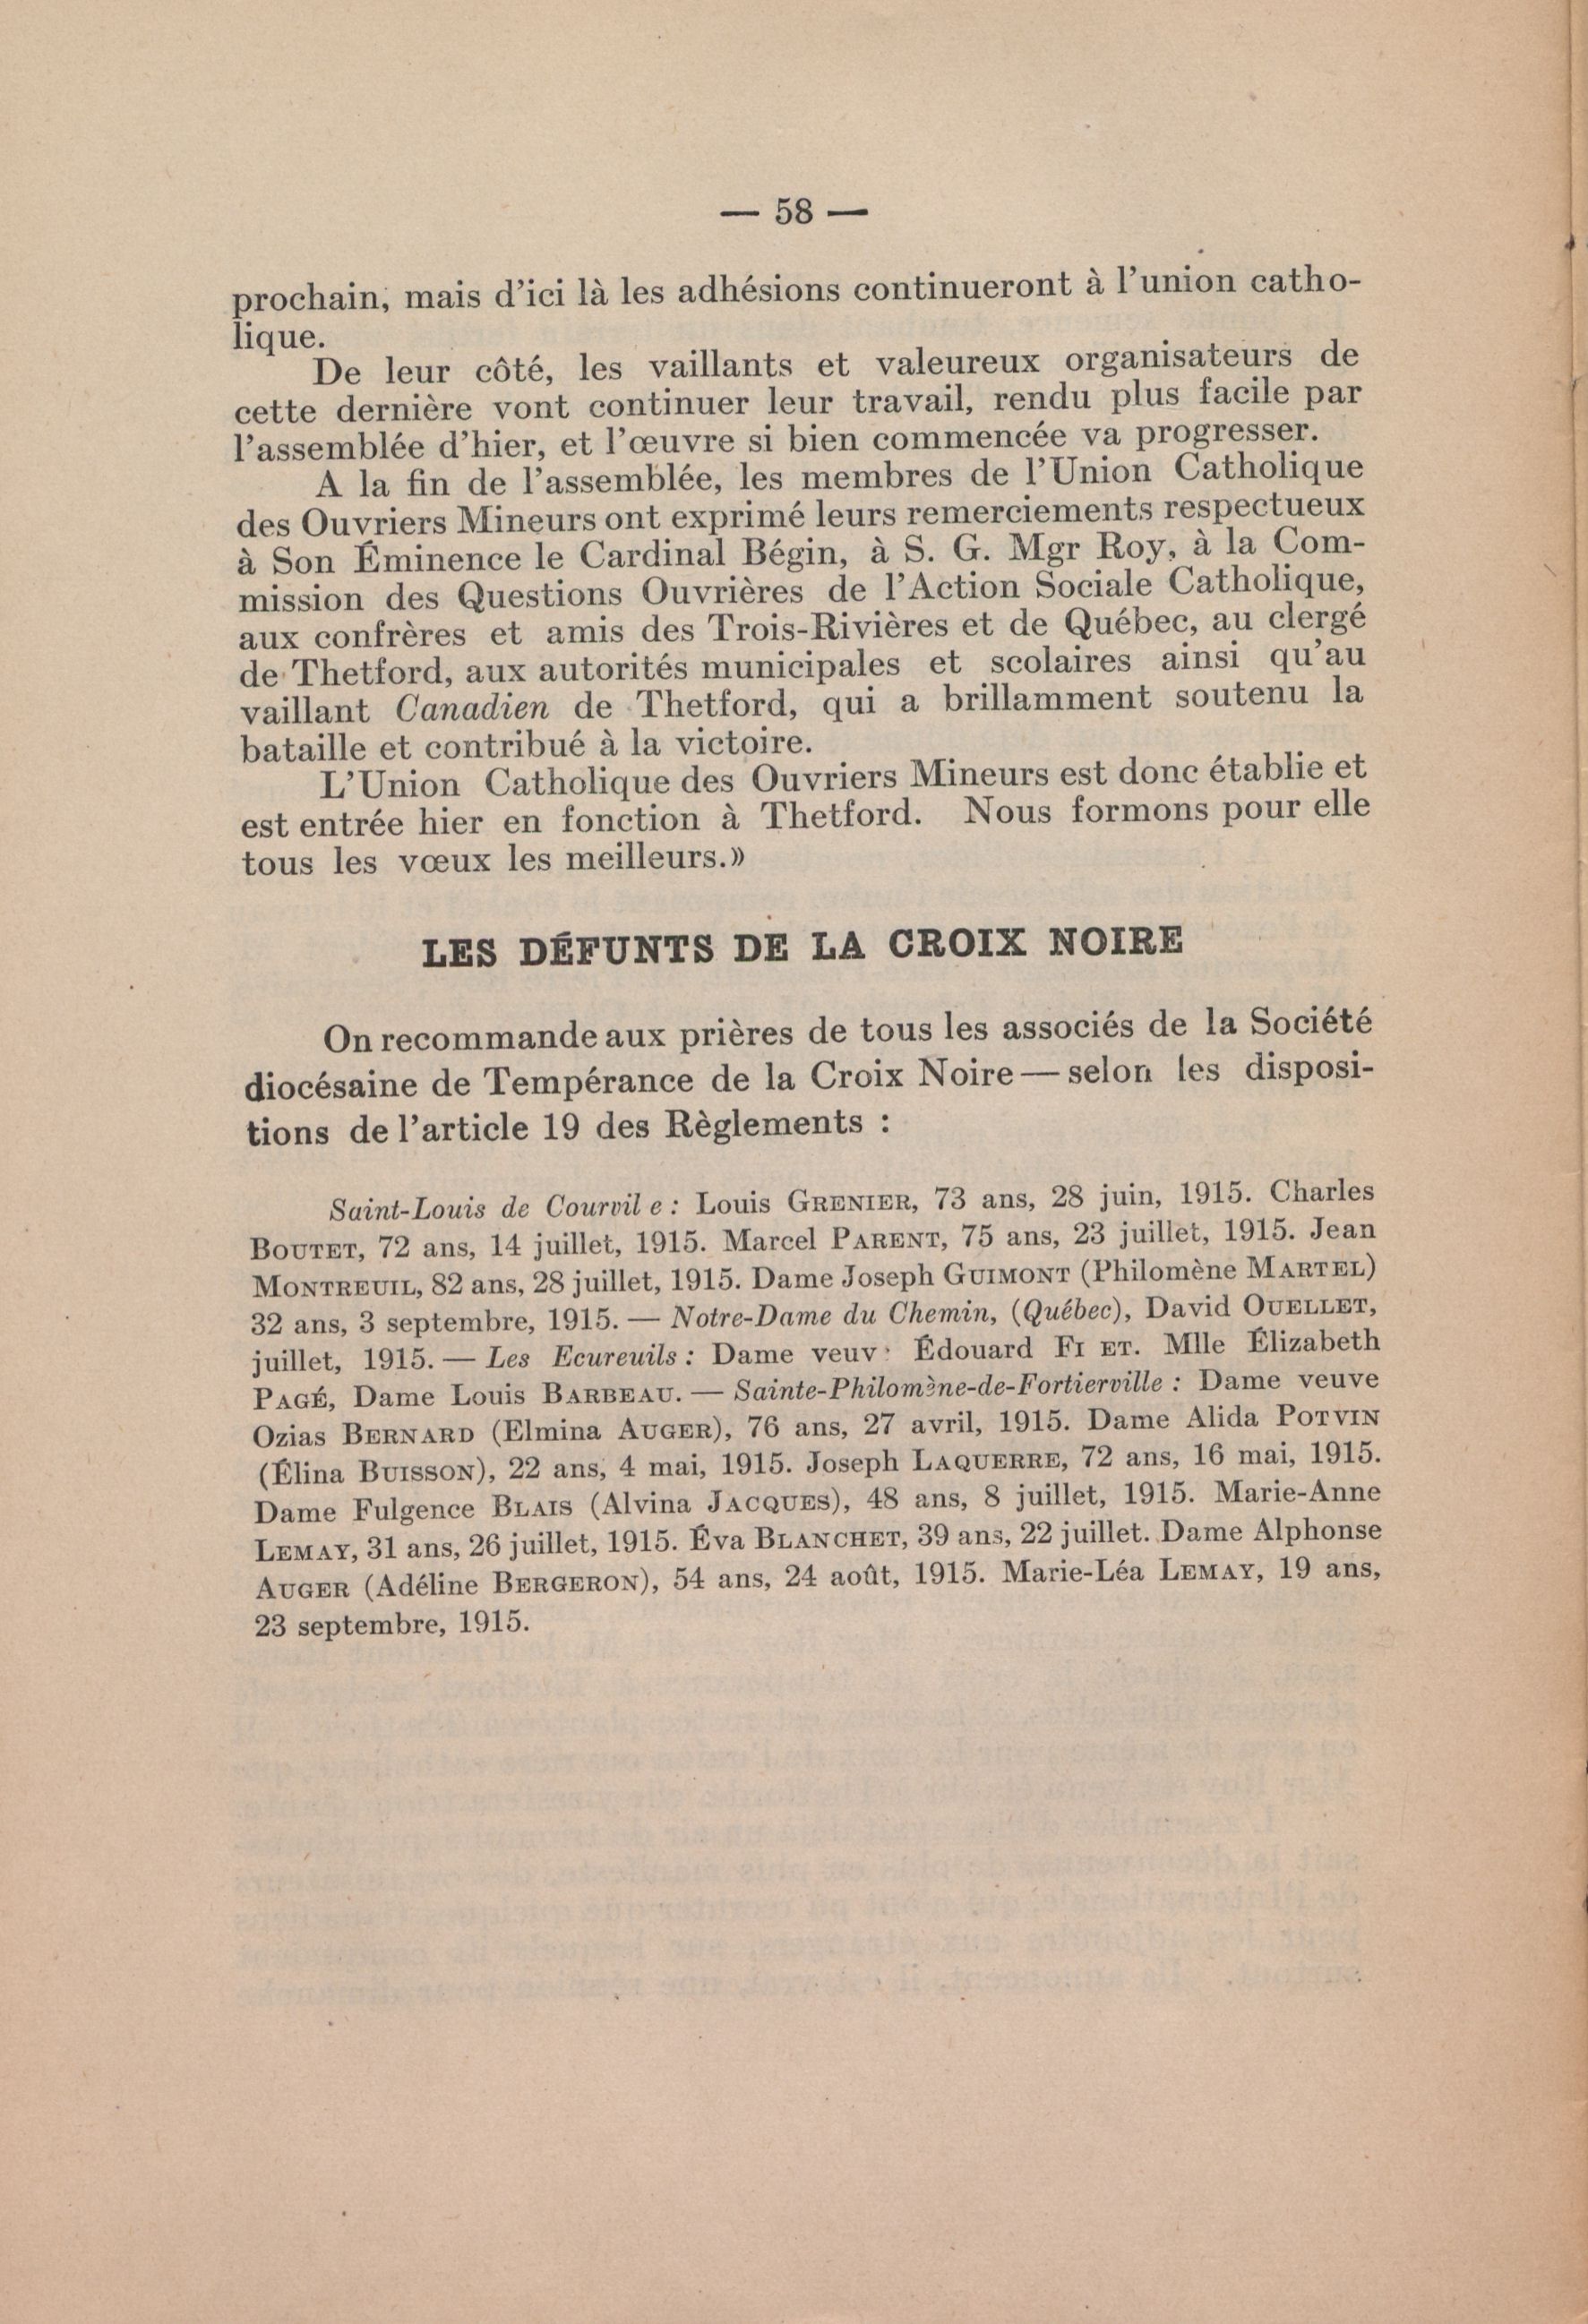 — 58 —
prochain, mais d'ici là les adhésions continueront à l'union catho-
lique.
De leur côté, les vaillants et valeureux organisateurs de
cette dernière vont continuer leur travail, rendu plus facile par
l'assemblée d'hier, et l'œuvre si bien commencée va progresser.
A la fin de l'assemblée, les membres de l'Union Catholique
des Ouvriers Mineurs ont exprimé leurs remerciements respectueux
à Son Éminence le Cardinal Bégin, à S. G. Mgr Roy, à la Com-
mission des Questions Ouvrières de l'Action Sociale Catholique,
aux confrères et amis des Trois-Rivières et de Québec, au clergé
de Thetford, aux autorités municipales et scolaires ainsi qu'au
vaillant Canadien de Thetford, qui a brillamment soutenu la
bataille et contribué à la victoire.
L'Union Catholique des Ouvriers Mineurs est donc établie et
est entrée hier en fonction à Thetford. Nous formons pour elle
tous les vœux les meilleurs.»
LES DÉFUNTS DE LA CROIX NOIRE
On recommande aux prières de tous les associés de la Société
diocésaine de Tempérance de la Croix Noire — selon les disposi-
tions de l'article 19 des Règlements :
Saint-Louis de Courvil e : Louis GRENIER, 73 ans, 28 juin, 1915. Charles
BOUTET, 72 ans, 14 juillet, 1915. Marcel PARENT, 75 ans, 23 juillet, 1915. Jean
MONTREUIL, 82 ans, 28 juillet, 1915. Dame Joseph GUIMONT (Philomène MARTEL)
32 ans, 3 septembre, 1915. — Notre-Dame du Chemin, (Québec), David OUELLET,
juillet, 1915. — Les Ecureuils : Dame veuv Édouard FI ET. Mlle Élizabeth
PAGÉ, Dame Louis BARBEAU. — Sainte-Philomène-de-Fortierville : Dame veuve
Ozias BERNARD (Elmina AUGER), 76 ans, 27 avril, 1915. Dame Alida POTVIN
(Élina BUISSON), 22 ans, 4 mai, 1915. Joseph LAQUERRE, 72 ans, 16 mai, 1915.
Dame Fulgence BLAIS (Alvina JACQUES), 48 ans, 8 juillet, 1915. Marie-Anne
LEMAY, 31 ans, 26 juillet, 1915. Éva BLANCHET, 39 ans, 22 juillet. Dame Alphonse
AUGER (Adéline BERGERON), 54 ans, 24 août, 1915. Marie-Léa LEMAY, 19 ans,
23 septembre, 1915.